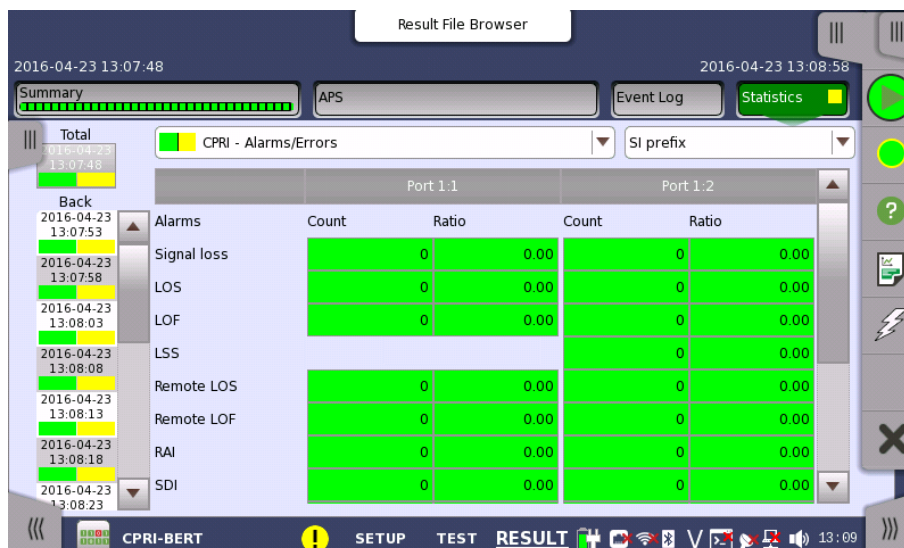 Result File Browser
2016-04-23 13:07:48
2016-04-23 13:08:58
Summary
APS
Event Log
Statistics
Total
2016-04-23
13:07:48
CPRI - Alarms/Errors
SI prefix
Port 1:1
Port 1:2
Back
2016-04-23
13:07:53
2016-04-23
13:07:58
2016-04-23
13:08:03
2016-04-23
13:08:08
2016-04-23
13:08:13
2016-04-23
13:08:18
2016-04-23
13:08:23
Alarms Count Ratio Count Ratio
Signal loss 0 0.00 0 0.00
LOS 0 0.00 0 0.00
LOF 0 0.00 0 0.00
LSS 0 0.00
Remote LOS 0 0.00 0 0.00
Remote LOF 0 0.00 0 0.00
RAI 0 0.00 0 0.00
SDI 0 0.00 0 0.00
CPRI-BERT SETUP TEST RESULT 13:09